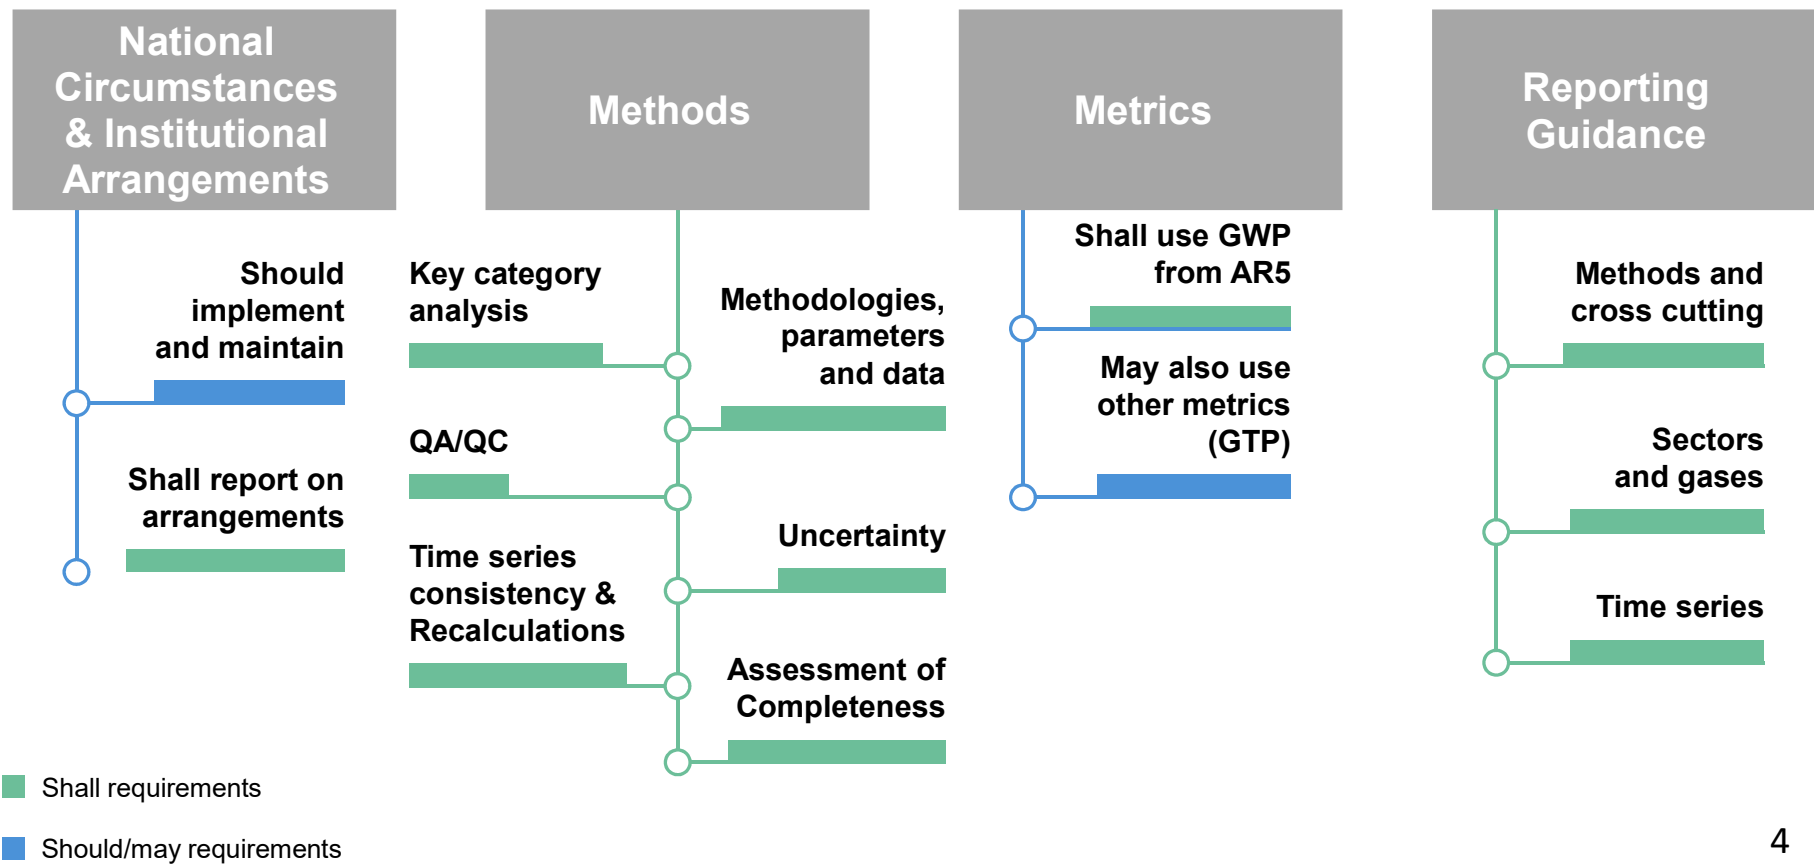 National
Circumstances
& Institutional
Arrangements
Should
implement
and maintain
Shall report on
arrangements
Methods
Key category
analysis
Methodologies,
parameters
and data
QA/QC
Uncertainty
Time series
consistency &
Recalculations
Assessment of
Completeness
Metrics
Shall use GWP
from AR5
May also use
other metrics
(GTP)
Reporting
Guidance
Methods and
cross cutting
Sectors
and gases
Time series
Shall requirements
Should/may requirements
4